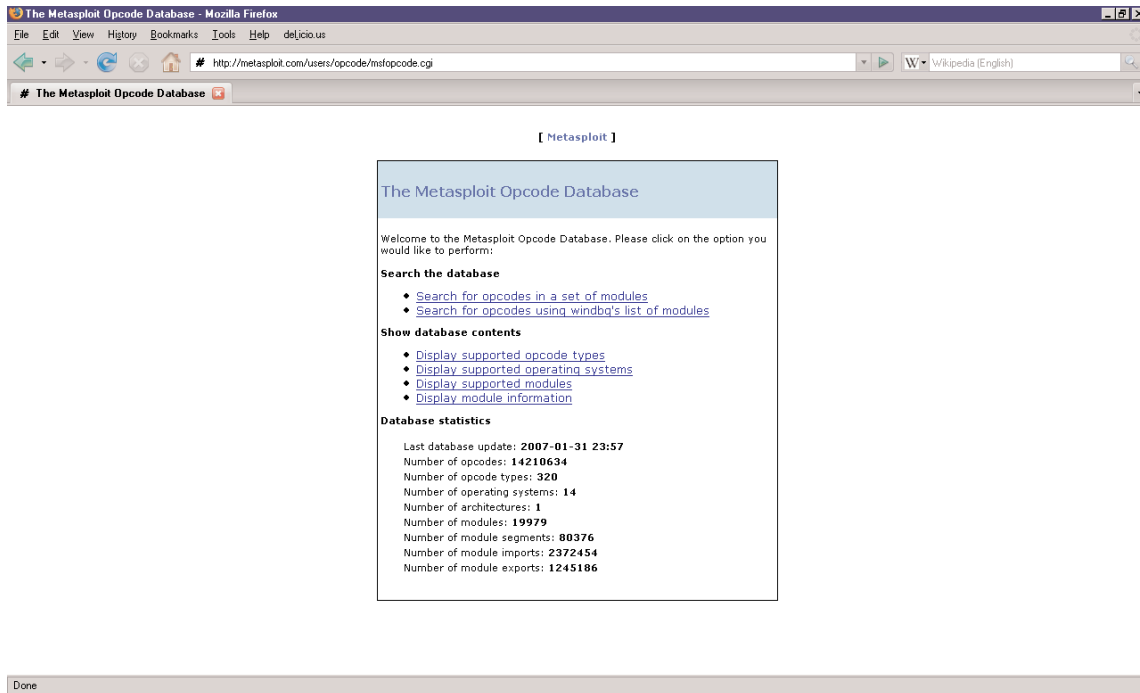 The Metasploit Opcode Database - Mozilla Firefox
File Edit View History Bookmarks Tools Help del.icio.us
# http://metasploit.com/users/opcode/msfopcode.cgi W Wikipedia (English)
# The Metasploit Opcode Database
[ Metasploit ]
The Metasploit Opcode Database
Welcome to the Metasploit Opcode Database. Please click on the option you
would like to perform:
Search the database
Search for opcodes in a set of modules
Search for opcodes using windbg's list of modules
Show database contents
Display supported opcode types
Display supported operating systems
Display supported modules
Display module information
Database statistics
Last database update: 2007-01-31 23:57
Number of opcodes: 14210634
Number of opcode types: 320
Number of operating systems: 14
Number of architectures: 1
Number of modules: 19979
Number of module segments: 80376
Number of module imports: 2372454
Number of module exports: 1245186
Done